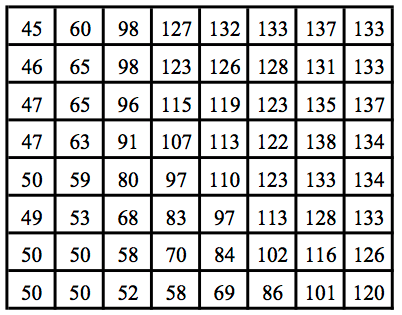 45 60 98 127 132 133 137 133
46 65 98 123 126 128 131 133
47 65 96 115 119 123 135 137
47 63 91 107 113 122 138 134
50 59 80 97 110 123 133 134
49 53 68 83 97 113 128 133
50 50 58 70 84 102 116 126
50 50 52 58 69 86 101 120